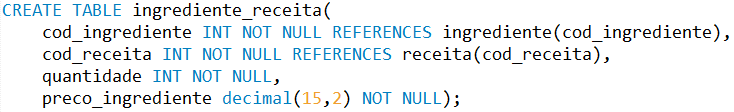 CREATE TABLE ingrediente_receita(
    cod_ingrediente INT NOT NULL REFERENCES ingrediente(cod_ingrediente),
    cod_receita INT NOT NULL REFERENCES receita(cod_receita),
    quantidade INT NOT NULL,
    preco_ingrediente decimal(15,2) NOT NULL);